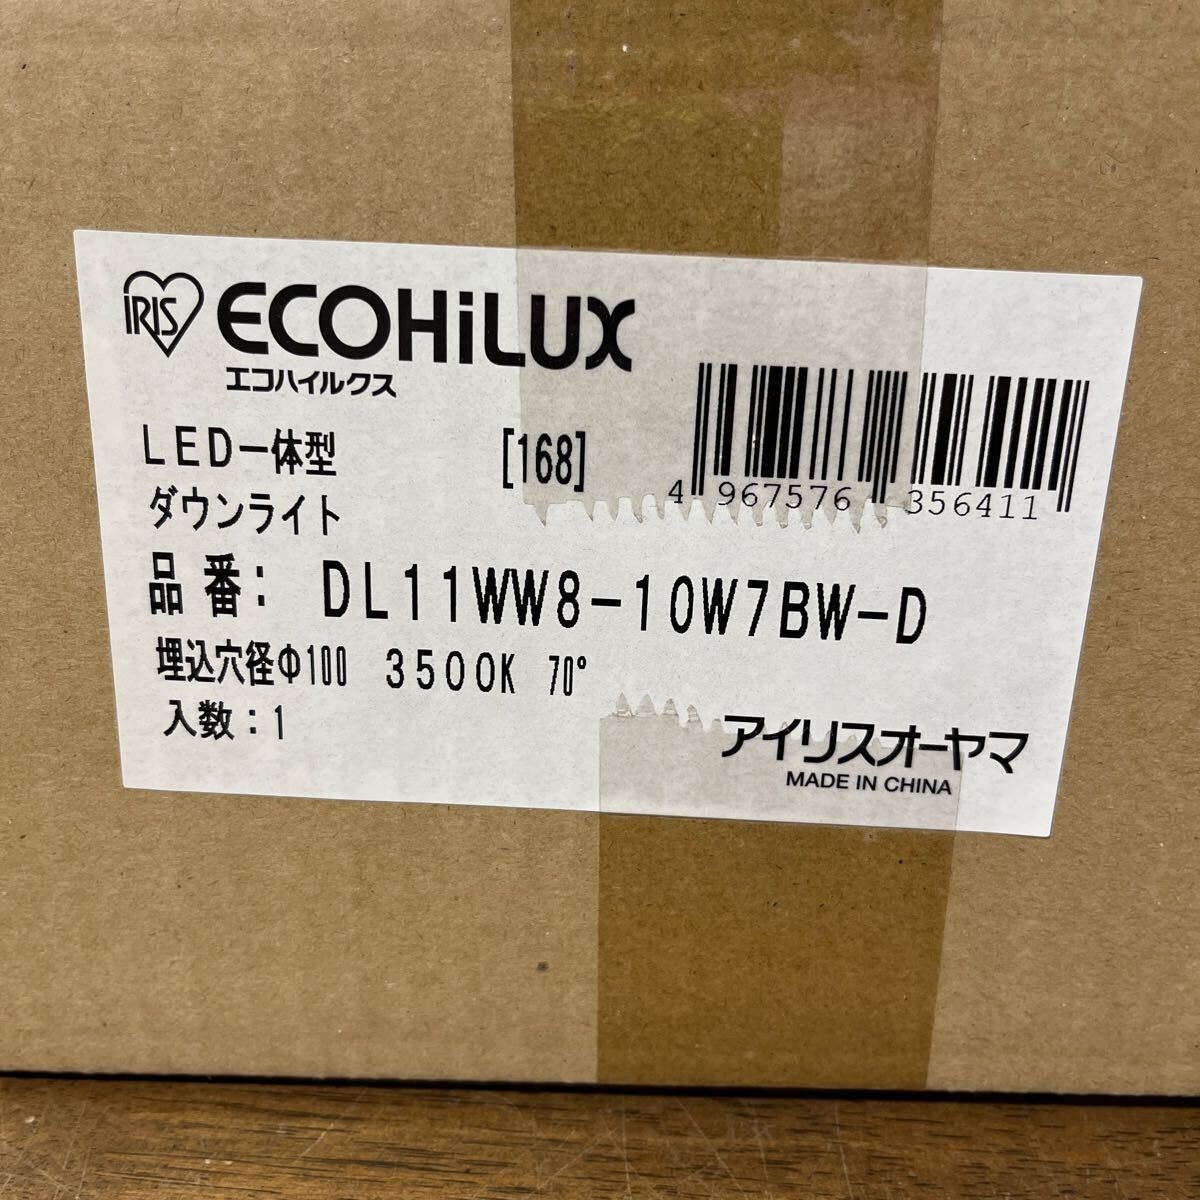 IRIS ECOHiLUX
エコハイルクス
LED一体型 [168]
ダウンライト
4 967576 356411
品番: DL11WW8-10W7BW-D
埋込穴径Φ100 3500K 70°
入数:1
アイリスオーヤマ
MADE IN CHINA